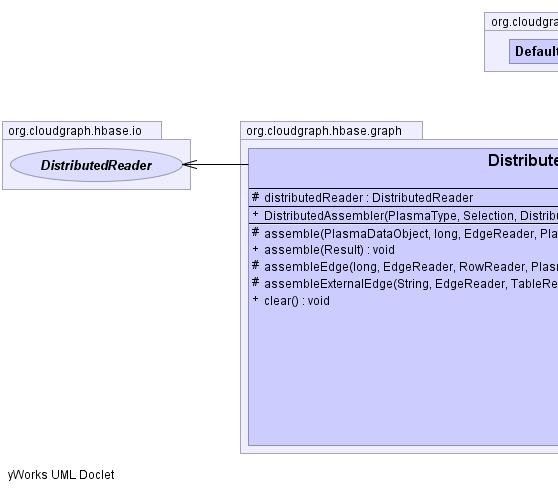 org.cloudgra
Default
org.cloudgraph.hbase.io
DistributedReader
org.cloudgraph.hbase.graph
Distribute
# distributedReader : DistributedReader
+ DistributedAssembler(PlasmaType, Selection, Distrib
# assemble(PlasmaDataObject, long, EdgeReader, Pla
+ assemble(Result) : void
# assembleEdge(long, EdgeReader, RowReader, Plas
# assembleExternalEdge(String, EdgeReader, TableRe
+ clear() : void
yWorks UML Doclet